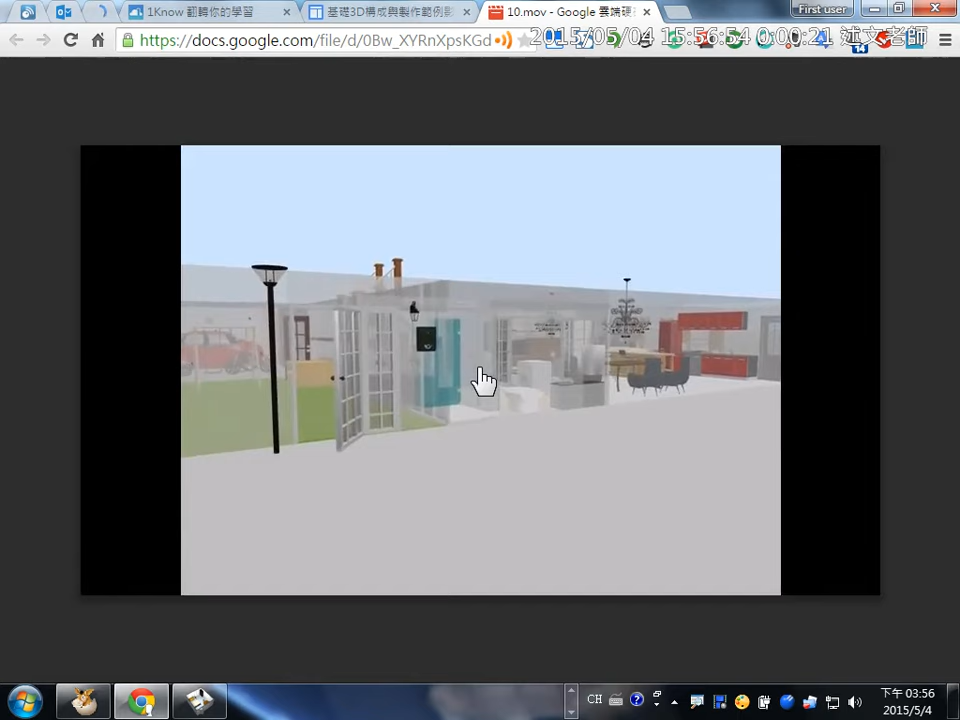 1Know 翻轉你的學習
基礎3D構成與製作範例影
10.mov - Google 雲端硬
First user
https://docs.google.com/file/d/0Bw_XYRnXpsKGd
2015/05/04 15:56:54 0:00:21 述文老師
14
CH
下午 03:56
2015/5/4